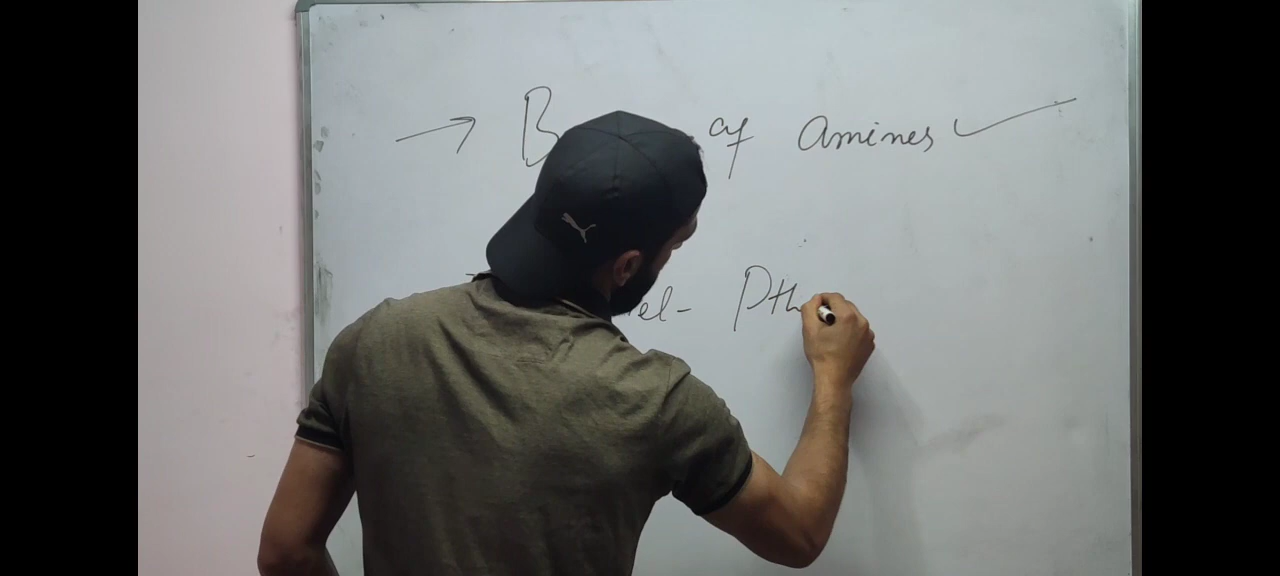 → B of amines ✓
el- Pth